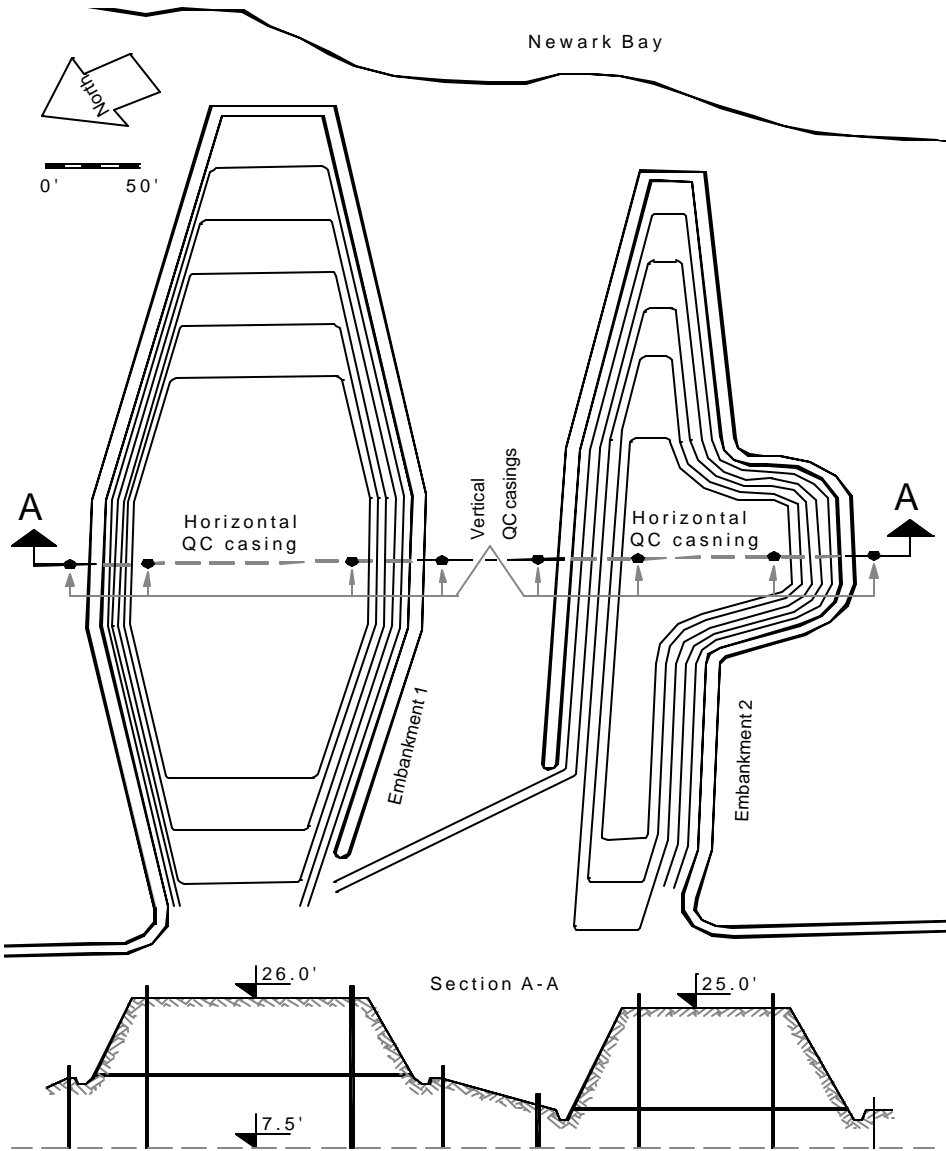 Newark Bay
North
0' 50'
A
A
Horizontal
QC casing
Vertical
QC casings
Horizontal
QC casning
Embankment 1
Embankment 2
Section A-A
26.0'
25.0'
7.5'